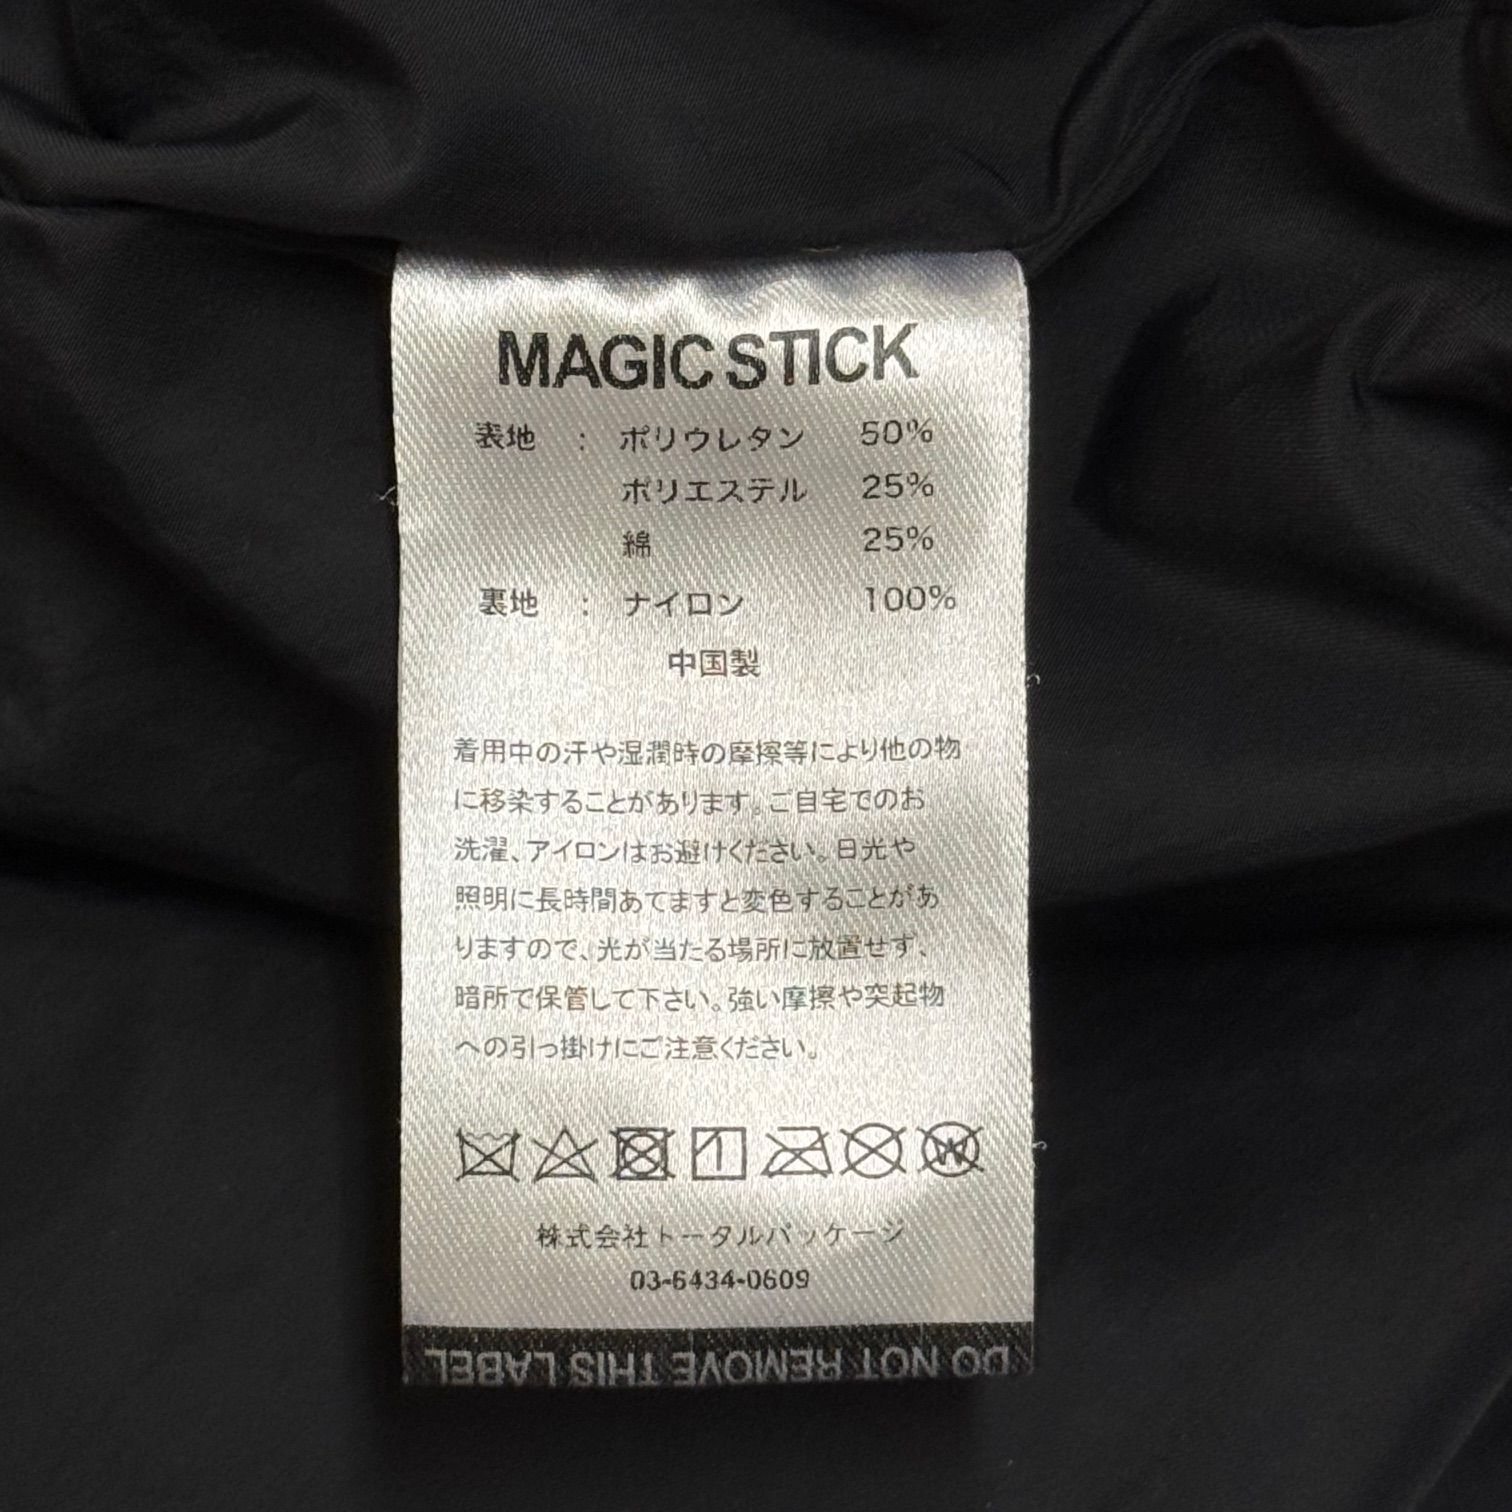 MAGIC STICK
表地 : ポリウレタン 50%
ポリエステル 25%
綿 25%
裏地 : ナイロン 100%
中国製
着用中の汗や湿潤時の摩擦等により他の物
に移染することがあります。ご自宅でのお
洗濯、アイロンはお避けください。日光や
照明に長時間あてますと変色することがあ
りますので、光が当たる場所に放置せず、
暗所で保管して下さい。強い摩擦や突起物
への引っ掛けにご注意ください。
W
株式会社トータルパッケージ
03-6434-0609
DO NOT REMOVE THIS LABEL